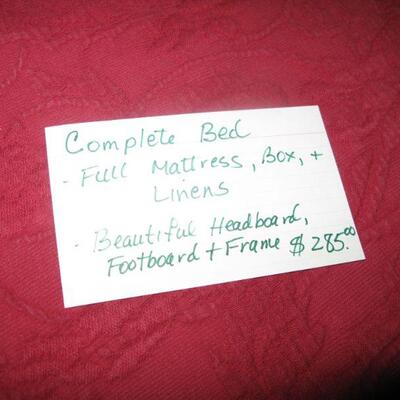 Complete Bed
- Full Mattress, Box, +
Linens
- Beautiful Headboard,
Footboard + Frame $285.00